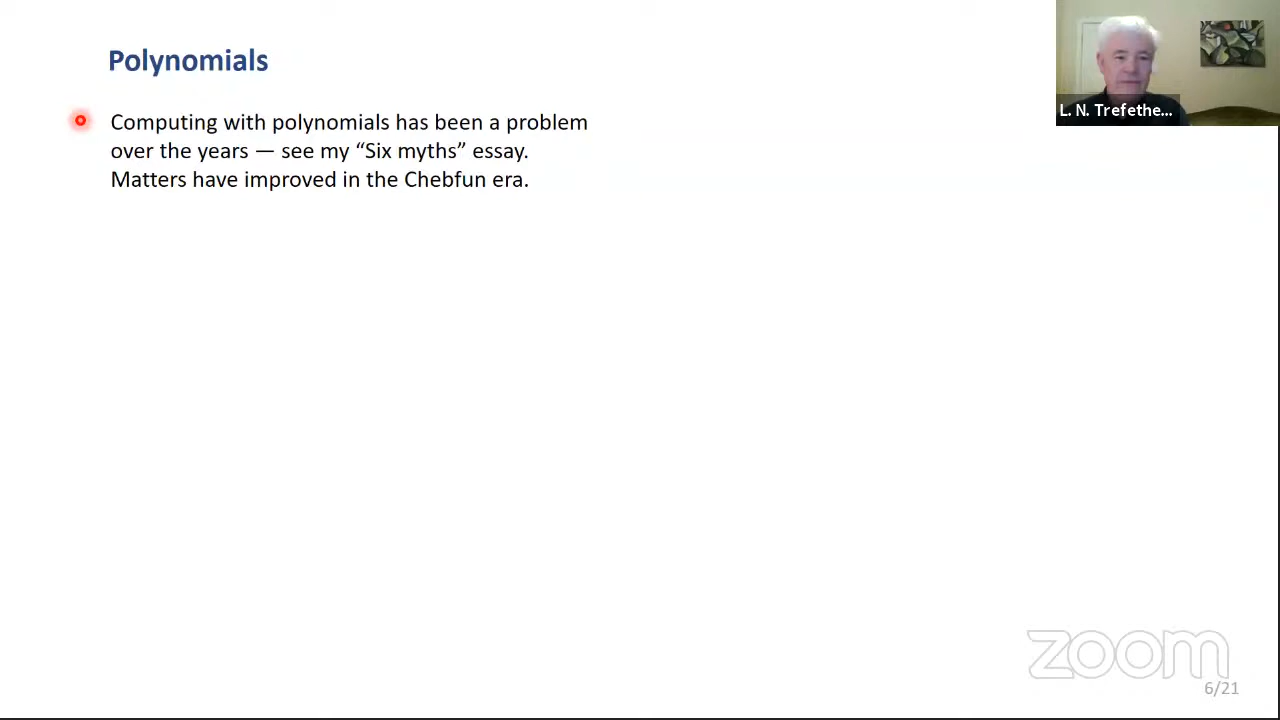 Polynomials
Computing with polynomials has been a problem
over the years — see my “Six myths” essay.
Matters have improved in the Chebfun era.
L. N. Trefethe...
zoom
6/21